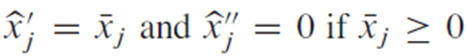 x̂′ⱼ = x̄ⱼ and x̂″ⱼ = 0 if x̄ⱼ ≥ 0